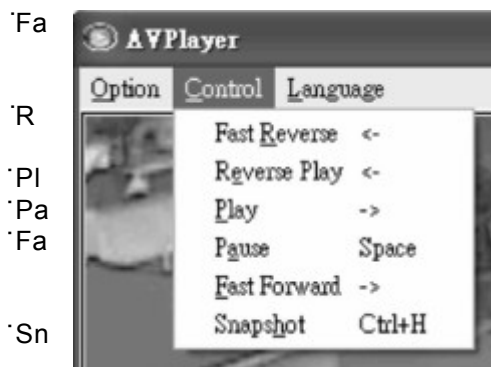 ˙Fa
AVPlayer
Option Control Language
˙R
Fast Reverse <-
Reverse Play <-
˙Pl
Play ->
˙Pa
Pause Space
˙Fa
Fast Forward ->
˙Sn
Snapshot Ctrl+H